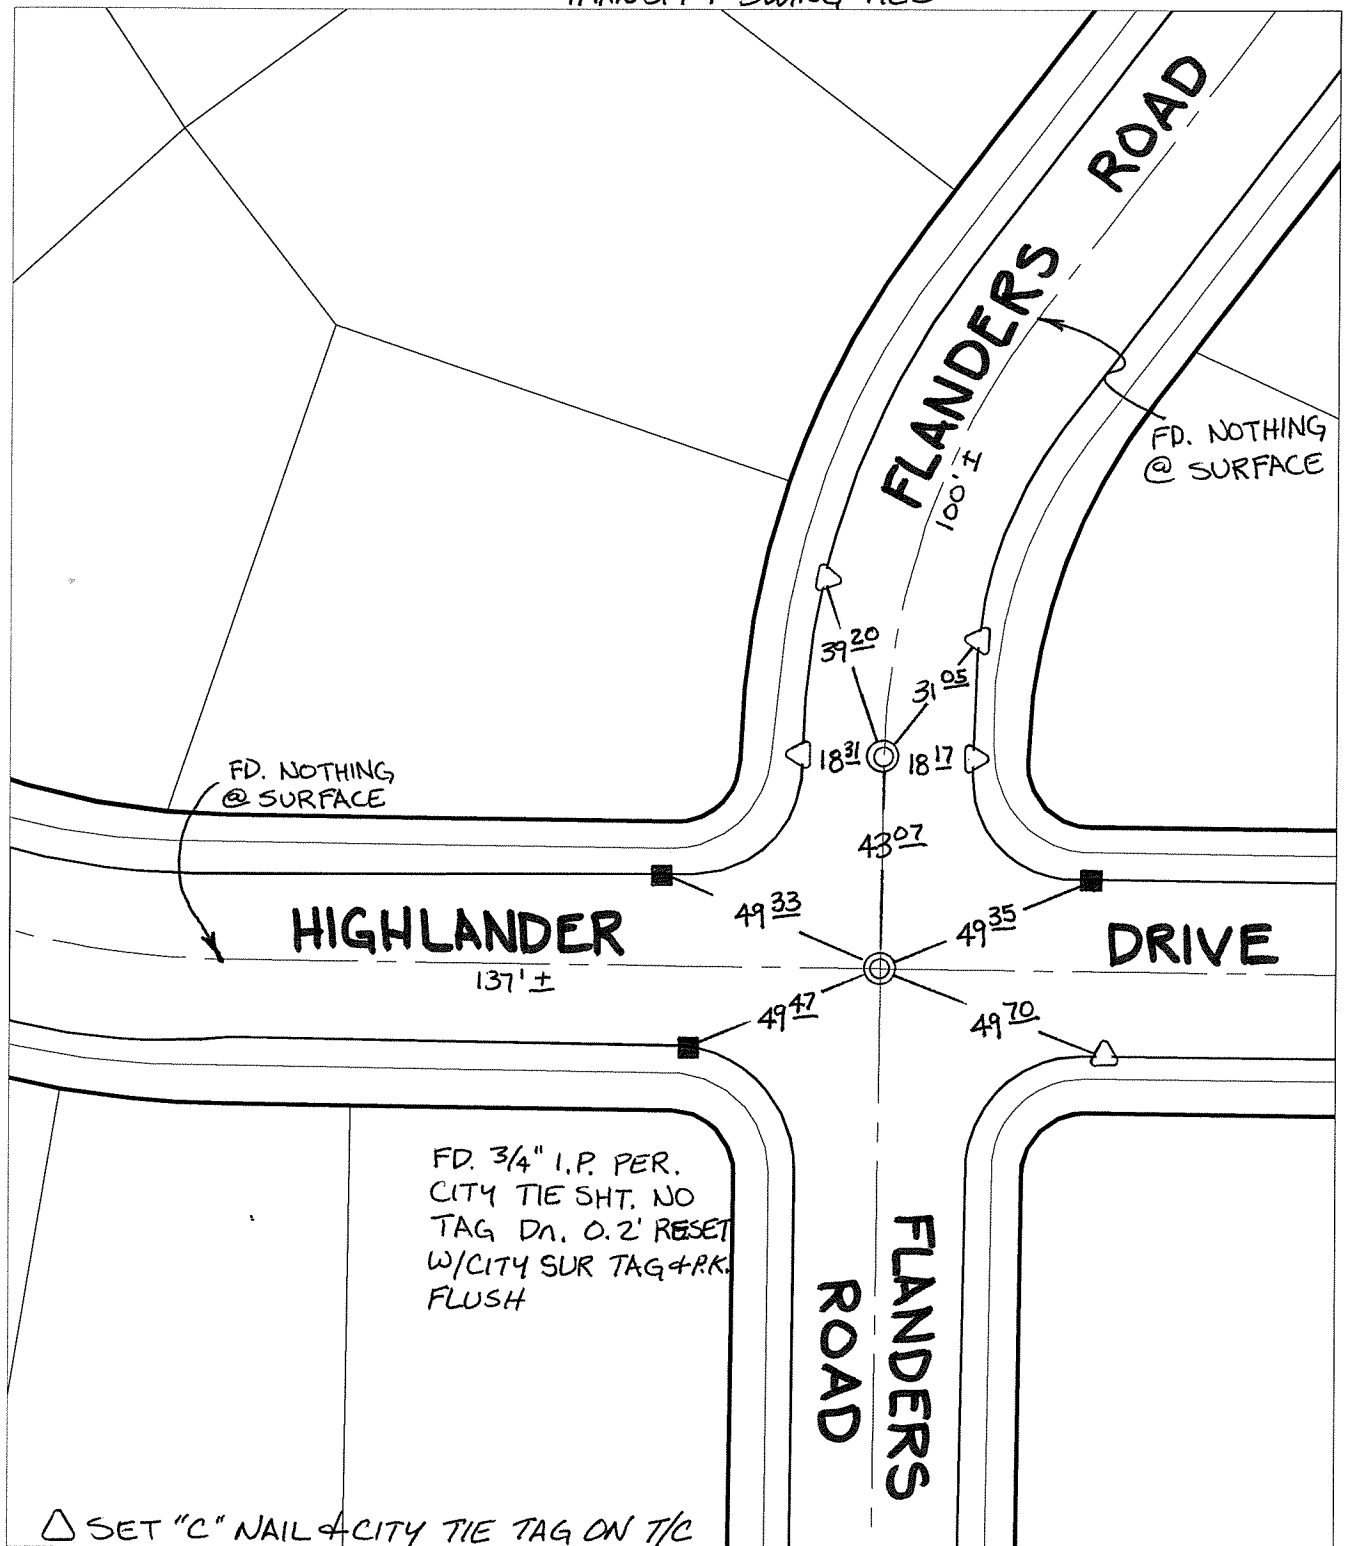 ROAD
FLANDERS
100'±
FD. NOTHING
@ SURFACE
39 20
31 05
18 31
18 17
43 07
FD. NOTHING
@ SURFACE
49 33
49 35
HIGHLANDER
DRIVE
137'±
49 47
49 70
FD. 3/4" I.P. PER.
CITY TIE SHT. NO
TAG Dn. 0.2' RESET
W/CITY SUR TAG & P.K.
FLUSH
FLANDERS
ROAD
△ SET "C" NAIL & CITY TIE TAG ON T/C